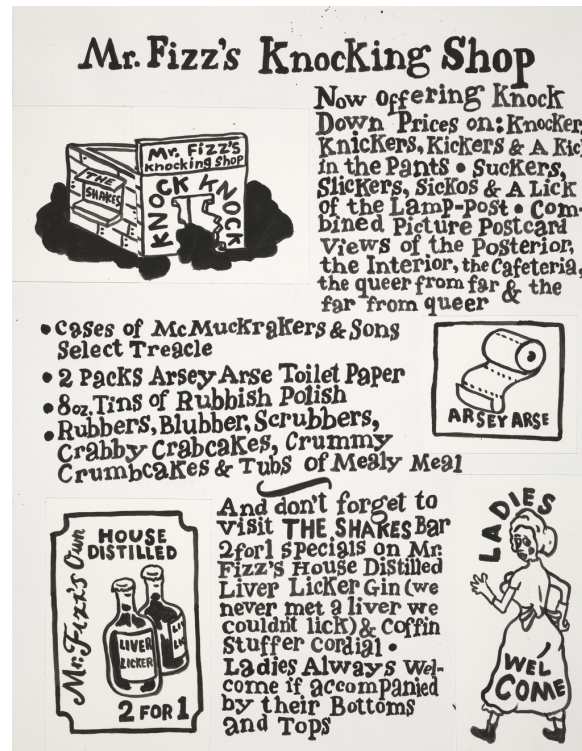 Mr. Fizz's Knocking Shop
Now Offering Knock
Down Prices on: Knocker
Knickers, Kickers & A Kic
in the Pants • Suckers,
Slickers, Sickos & A Lick
of the Lamp-Post • Com-
bined Picture Postcard
Views of the Posterior,
the Interior, the Cafeteria,
the queer from far & the
far from queer
Mr. Fizz's
Knocking Shop
KNOCK KNOCK
THE
SHAKES
• Cases of McMuckrakers & Sons
Select Treacle
• 2 Packs Arsey Arse Toilet Paper
• 8oz. Tins of Rubbish Polish
• Rubbers, Blubber, Scrubbers,
Crabby Crabcakes, Crummy
Crumbcakes & Tubs of Mealy Meal
ARSEY ARSE
Mr. Fizz's Own
HOUSE
DISTILLED
LIVER
LICKER
LI
LIC
2 FOR 1
And don't forget to
visit THE SHAKES Bar
2for1 specials on Mr.
Fizz's House Distilled
Liver Licker Gin (we
never met a liver we
couldnt lick) & Coffin
Stuffer Cordial •
Ladies Always Wel-
come if accompanied
by their Bottoms
and Tops
LADIES
WEL
COME